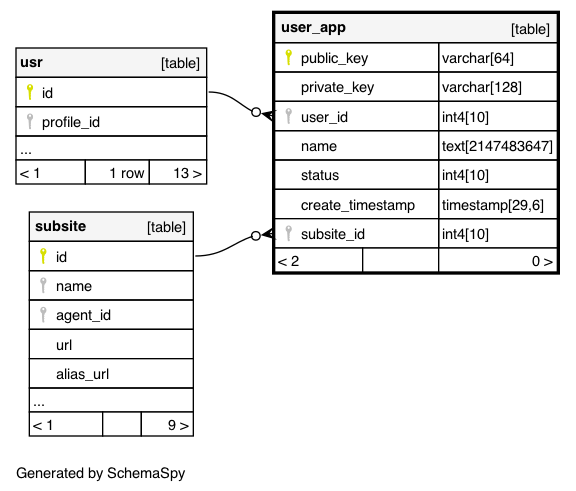 usr [table]
id
profile_id
...
< 1 1 row 13 >
user_app [table]
public_key varchar[64]
private_key varchar[128]
user_id int4[10]
name text[2147483647]
status int4[10]
create_timestamp timestamp[29,6]
subsite_id int4[10]
< 2 0 >
subsite [table]
id
name
agent_id
url
alias_url
...
< 1 9 >
Generated by SchemaSpy